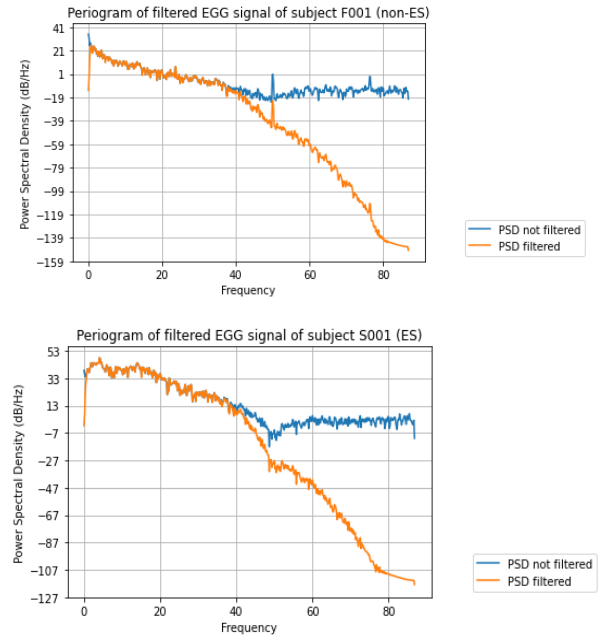 Periogram of filtered EGG signal of subject F001 (non-ES)
41
21
1
−19
−39
−59
−79
−99
−119
−139
−159
Power Spectral Density (dB/Hz)
0 20 40 60 80
Frequency
PSD not filtered
PSD filtered
Periogram of filtered EGG signal of subject S001 (ES)
53
33
13
−7
−27
−47
−67
−87
−107
−127
Power Spectral Density (dB/Hz)
0 20 40 60 80
Frequency
PSD not filtered
PSD filtered